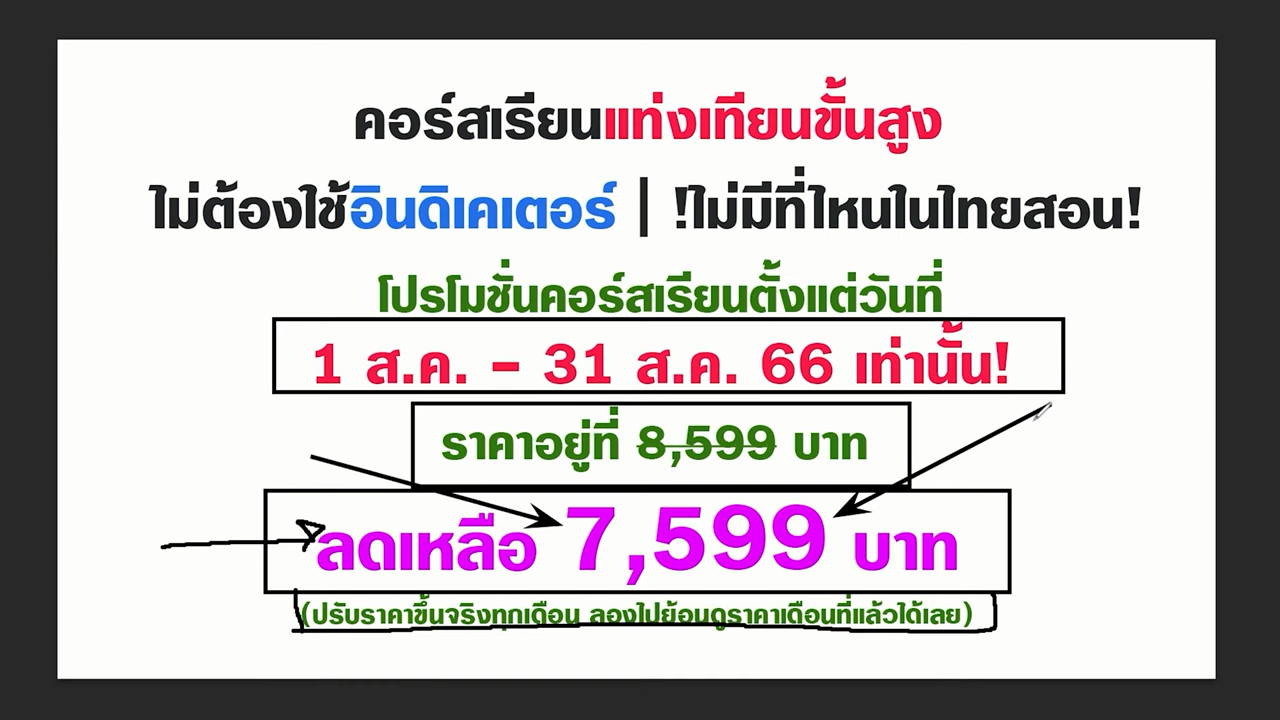 คอร์สเรียนแท่งเทียนขั้นสูง
ไม่ต้องใช้อินดิเคเตอร์ | !ไม่มีที่ไหนในไทยสอน!
โปรโมชั่นคอร์สเรียนตั้งแต่วันที่
1 ส.ค. - 31 ส.ค. 66 เท่านั้น!
ราคาอยู่ที่ 8,599 บาท
ลดเหลือ 7,599 บาท
(ปรับราคาขึ้นจริงทุกเดือน ลองไปย้อนดูราคาเดือนที่แล้วได้เลย)